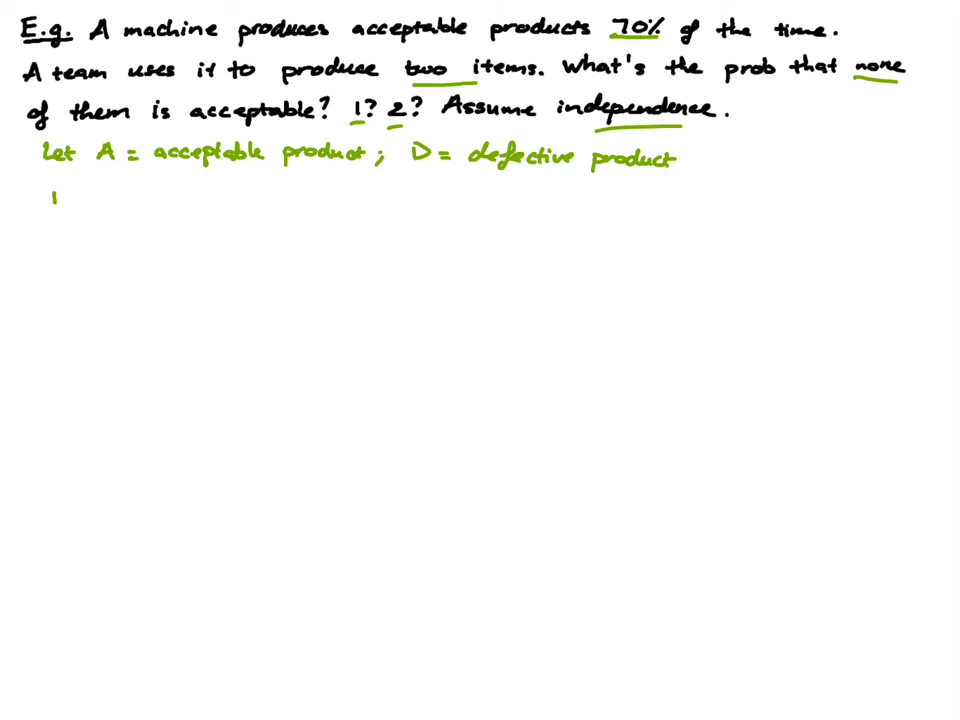 E.g. A machine produces acceptable products 70% of the time.
A team uses it to produce two items. What's the prob that none
of them is acceptable? 1? 2? Assume independence.
Let A = acceptable product; D = defective product